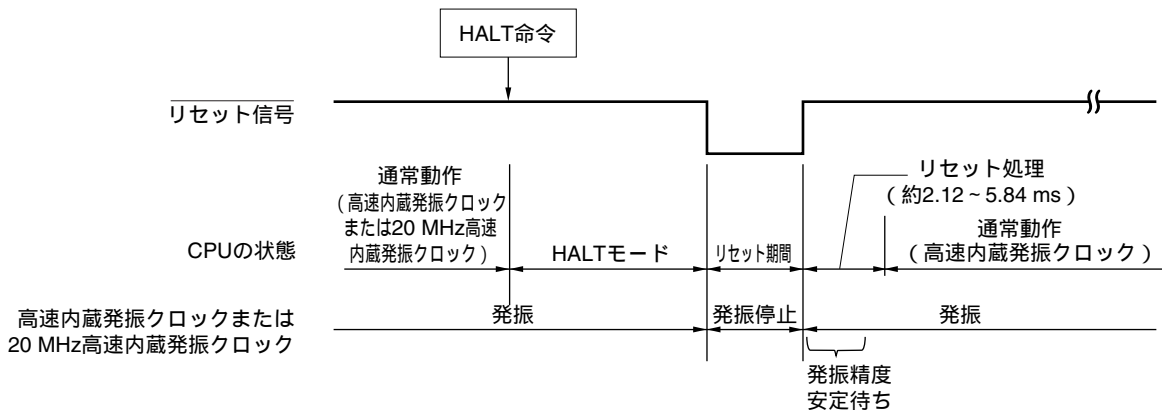 HALT命令
リセット信号
通常動作
(高速内蔵発振クロック
または20 MHz高速
内蔵発振クロック)
リセット処理
(約2.12~5.84 ms)
通常動作
(高速内蔵発振クロック)
CPUの状態
HALTモード
リセット期間
高速内蔵発振クロックまたは
20 MHz高速内蔵発振クロック
発振
発振停止
発振
発振精度
安定待ち